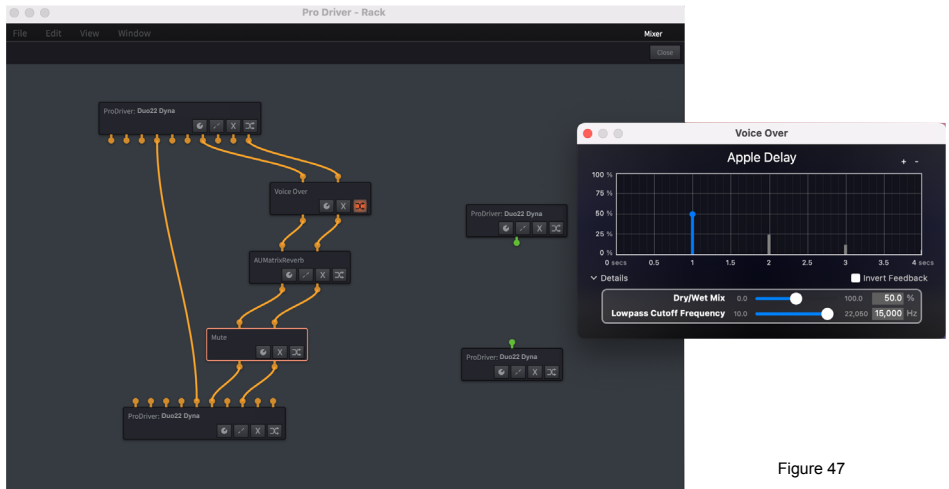 Pro Driver - Rack
File Edit View Window Mixer
Close
ProDriver: Duo22 Dyna
Voice Over
AUMatrixReverb
Mute
ProDriver: Duo22 Dyna
ProDriver: Duo22 Dyna
ProDriver: Duo22 Dyna
Voice Over
Apple Delay
+ -
100 %
75 %
50 %
25 %
0 %
0 secs 0.5 1 1.5 2 2.5 3 3.5 4 secs
Details Invert Feedback
Dry/Wet Mix 0.0 100.0 50.0 %
Lowpass Cutoff Frequency 10.0 22,050 15,000 Hz
Figure 47